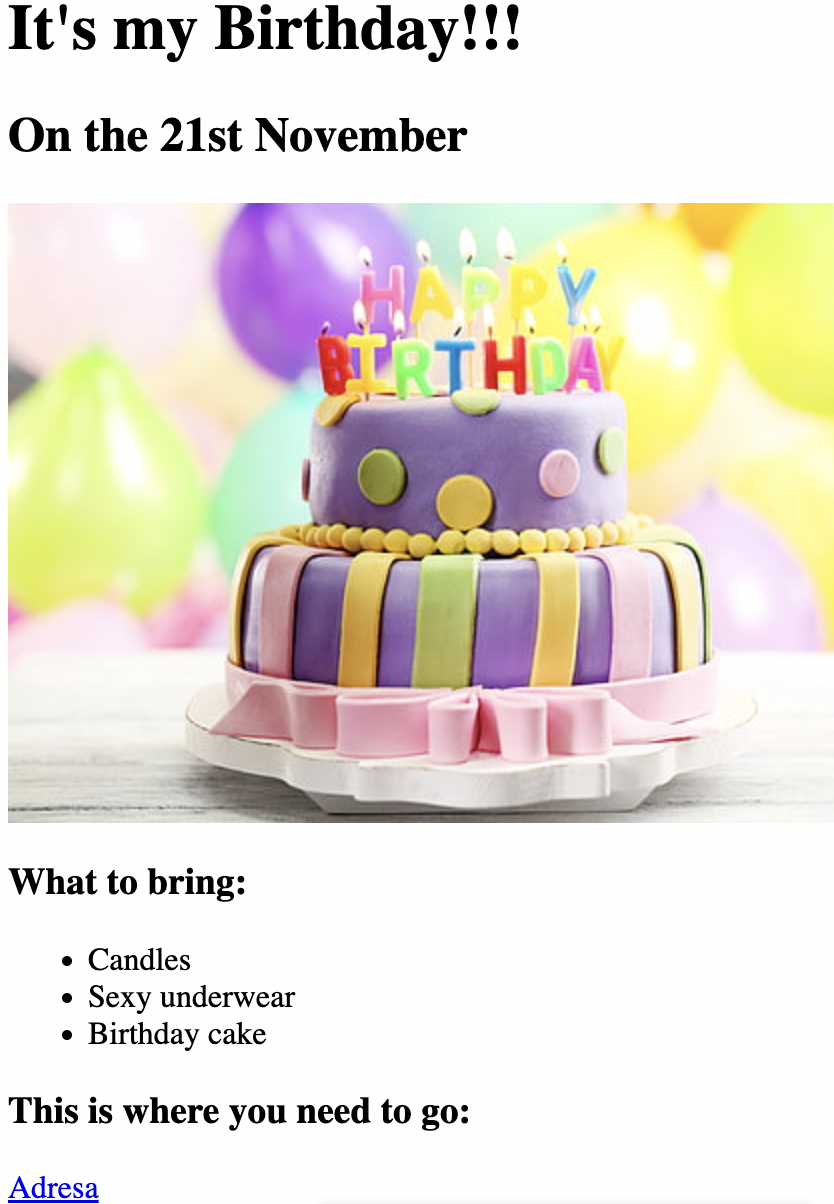 It's my Birthday!!!
On the 21st November
HAPPY
BIRTHDAY
What to bring:
Candles
Sexy underwear
Birthday cake
This is where you need to go:
Adresa